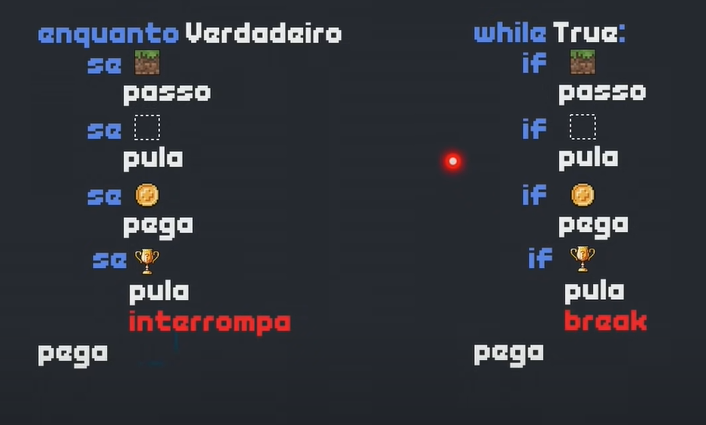 enquanto Verdadeiro
se
passo
se
pula
se
pega
se
pula
interrompa
pega
while True:
if
passo
if
pula
if
pega
if
pula
break
pega